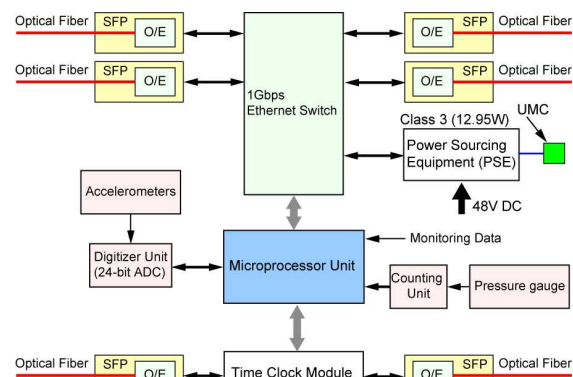 Optical Fiber SFP O/E
O/E SFP Optical Fiber
Optical Fiber SFP O/E
O/E SFP Optical Fiber
1Gbps
Ethernet Switch
Class 3 (12.95W)
UMC
Power Sourcing
Equipment (PSE)
48V DC
Accelerometers
Digitizer Unit
(24-bit ADC)
Microprocessor Unit
Monitoring Data
Counting
Unit
Pressure gauge
Optical Fiber SFP O/E
Time Clock Module
O/E SFP Optical Fiber